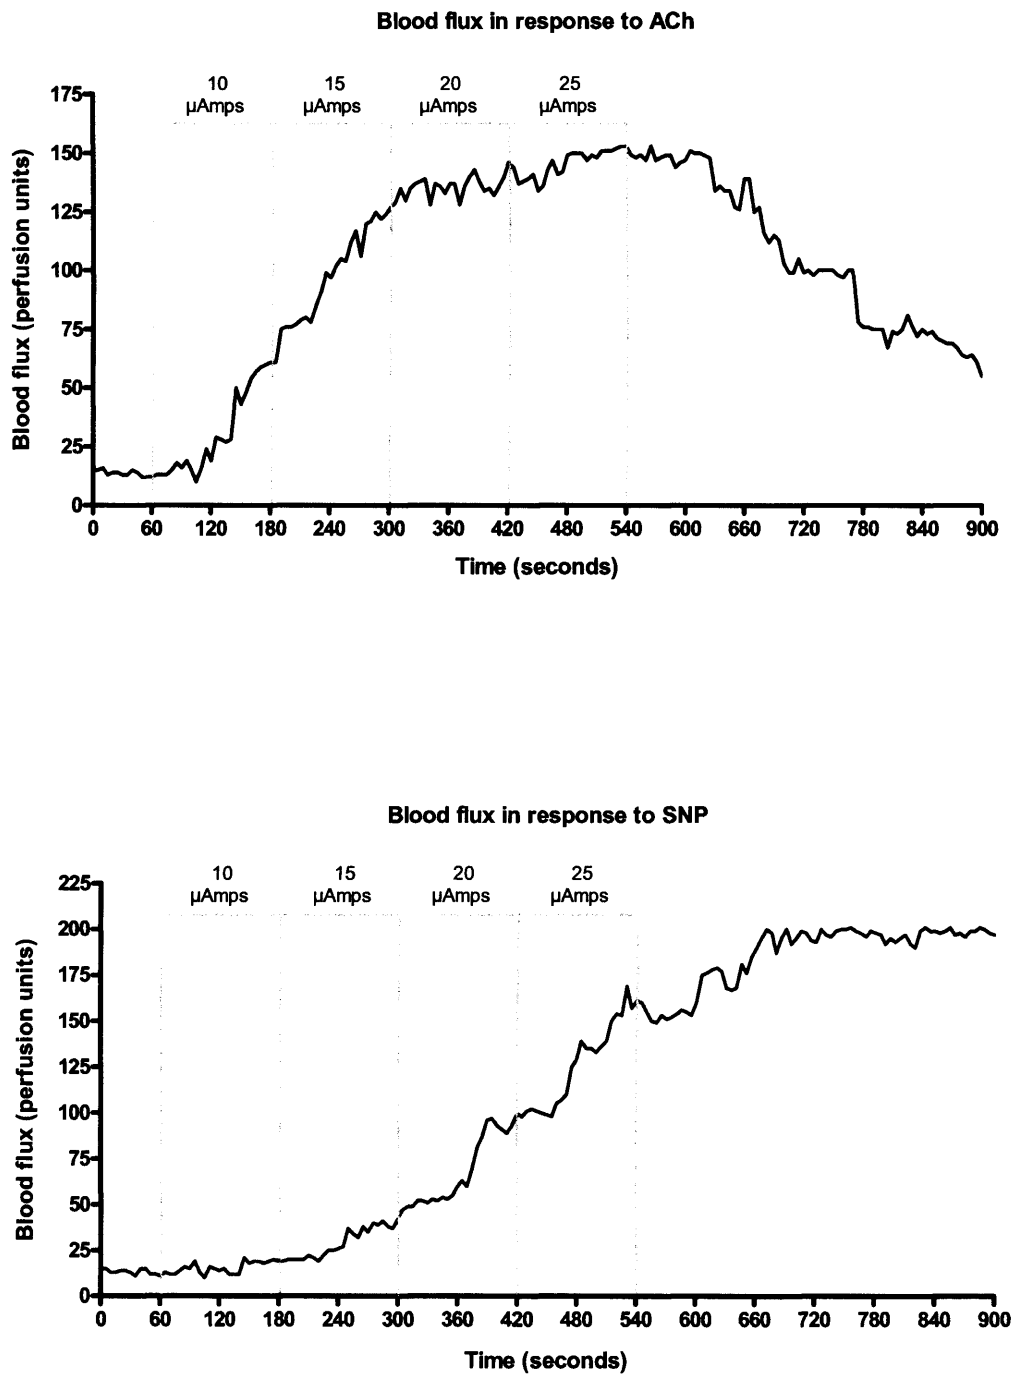 Blood flux in response to ACh
10 15 20 25
µAmps µAmps µAmps µAmps
175
150
125
100
75
50
25
0
Blood flux (perfusion units)
0 60 120 180 240 300 360 420 480 540 600 660 720 780 840 900
Time (seconds)
Blood flux in response to SNP
10 15 20 25
µAmps µAmps µAmps µAmps
225
200
175
150
125
100
75
50
25
0
Blood flux (perfusion units)
0 60 120 180 240 300 360 420 480 540 600 660 720 780 840 900
Time (seconds)